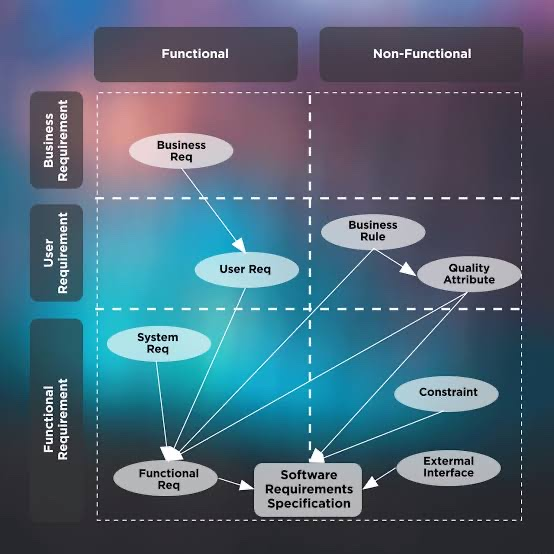 Functional
Non-Functional
Business
Requirement
Business
Req
User
Requirement
Business
Rule
User Req
Quality
Attribute
Functional
Requirement
System
Req
Constraint
Functional
Req
Software
Requirements
Specification
Extermal
Interface